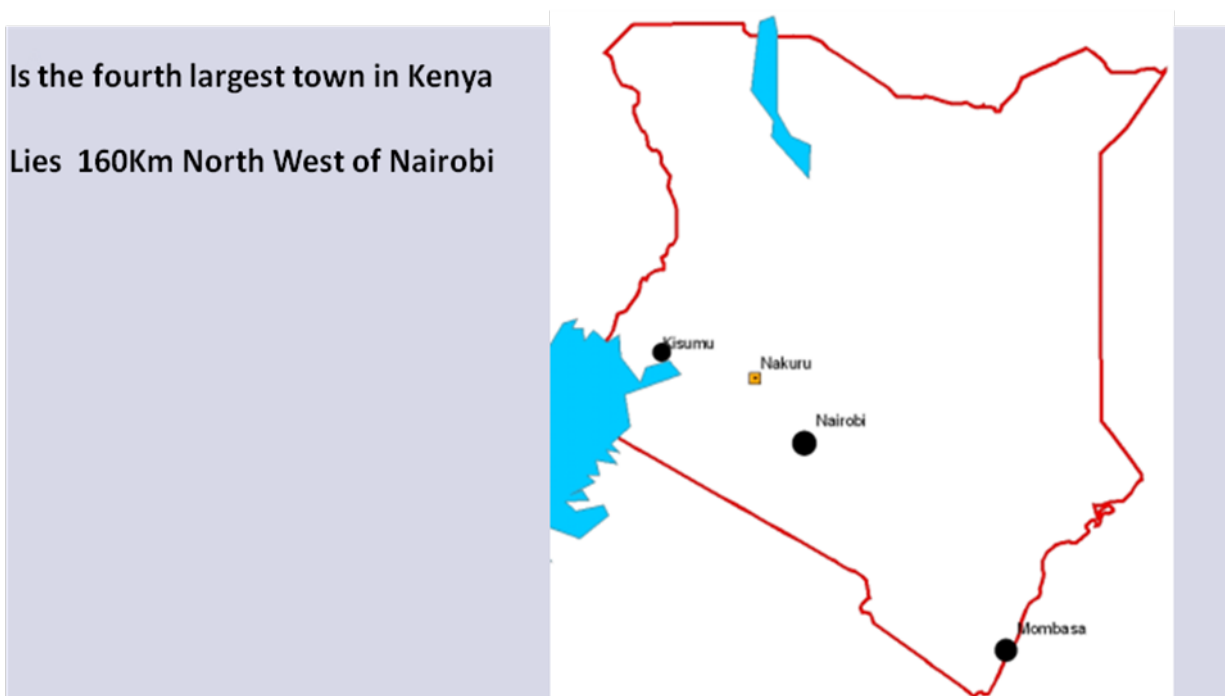 Is the fourth largest town in Kenya
Lies 160Km North West of Nairobi
Kisumu
Nakuru
Nairobi
Mombasa